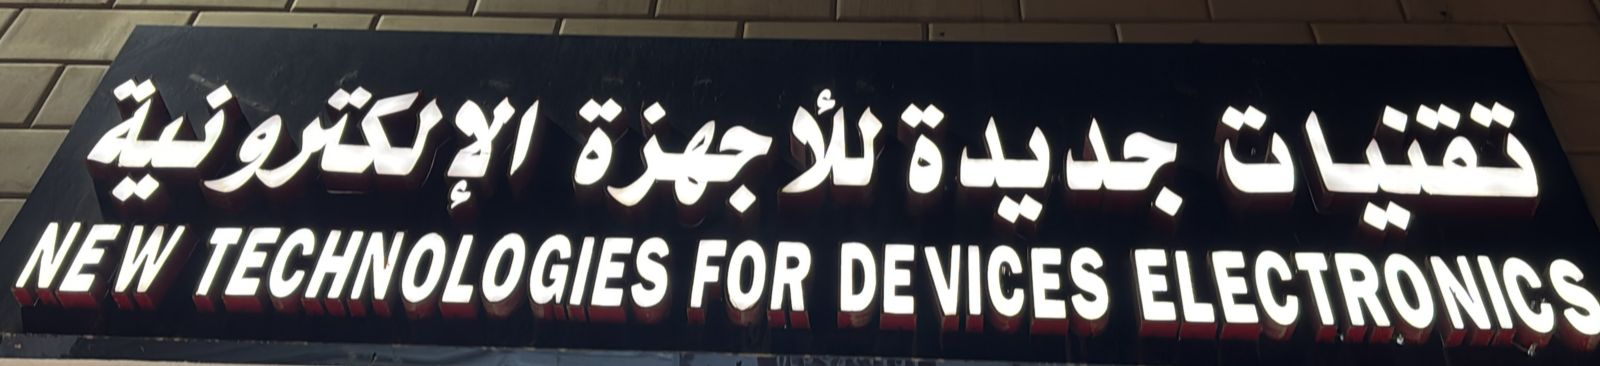 تقنيات جديدة للأجهزة الإلكترونية
NEW TECHNOLOGIES FOR DEVICES ELECTRONICS